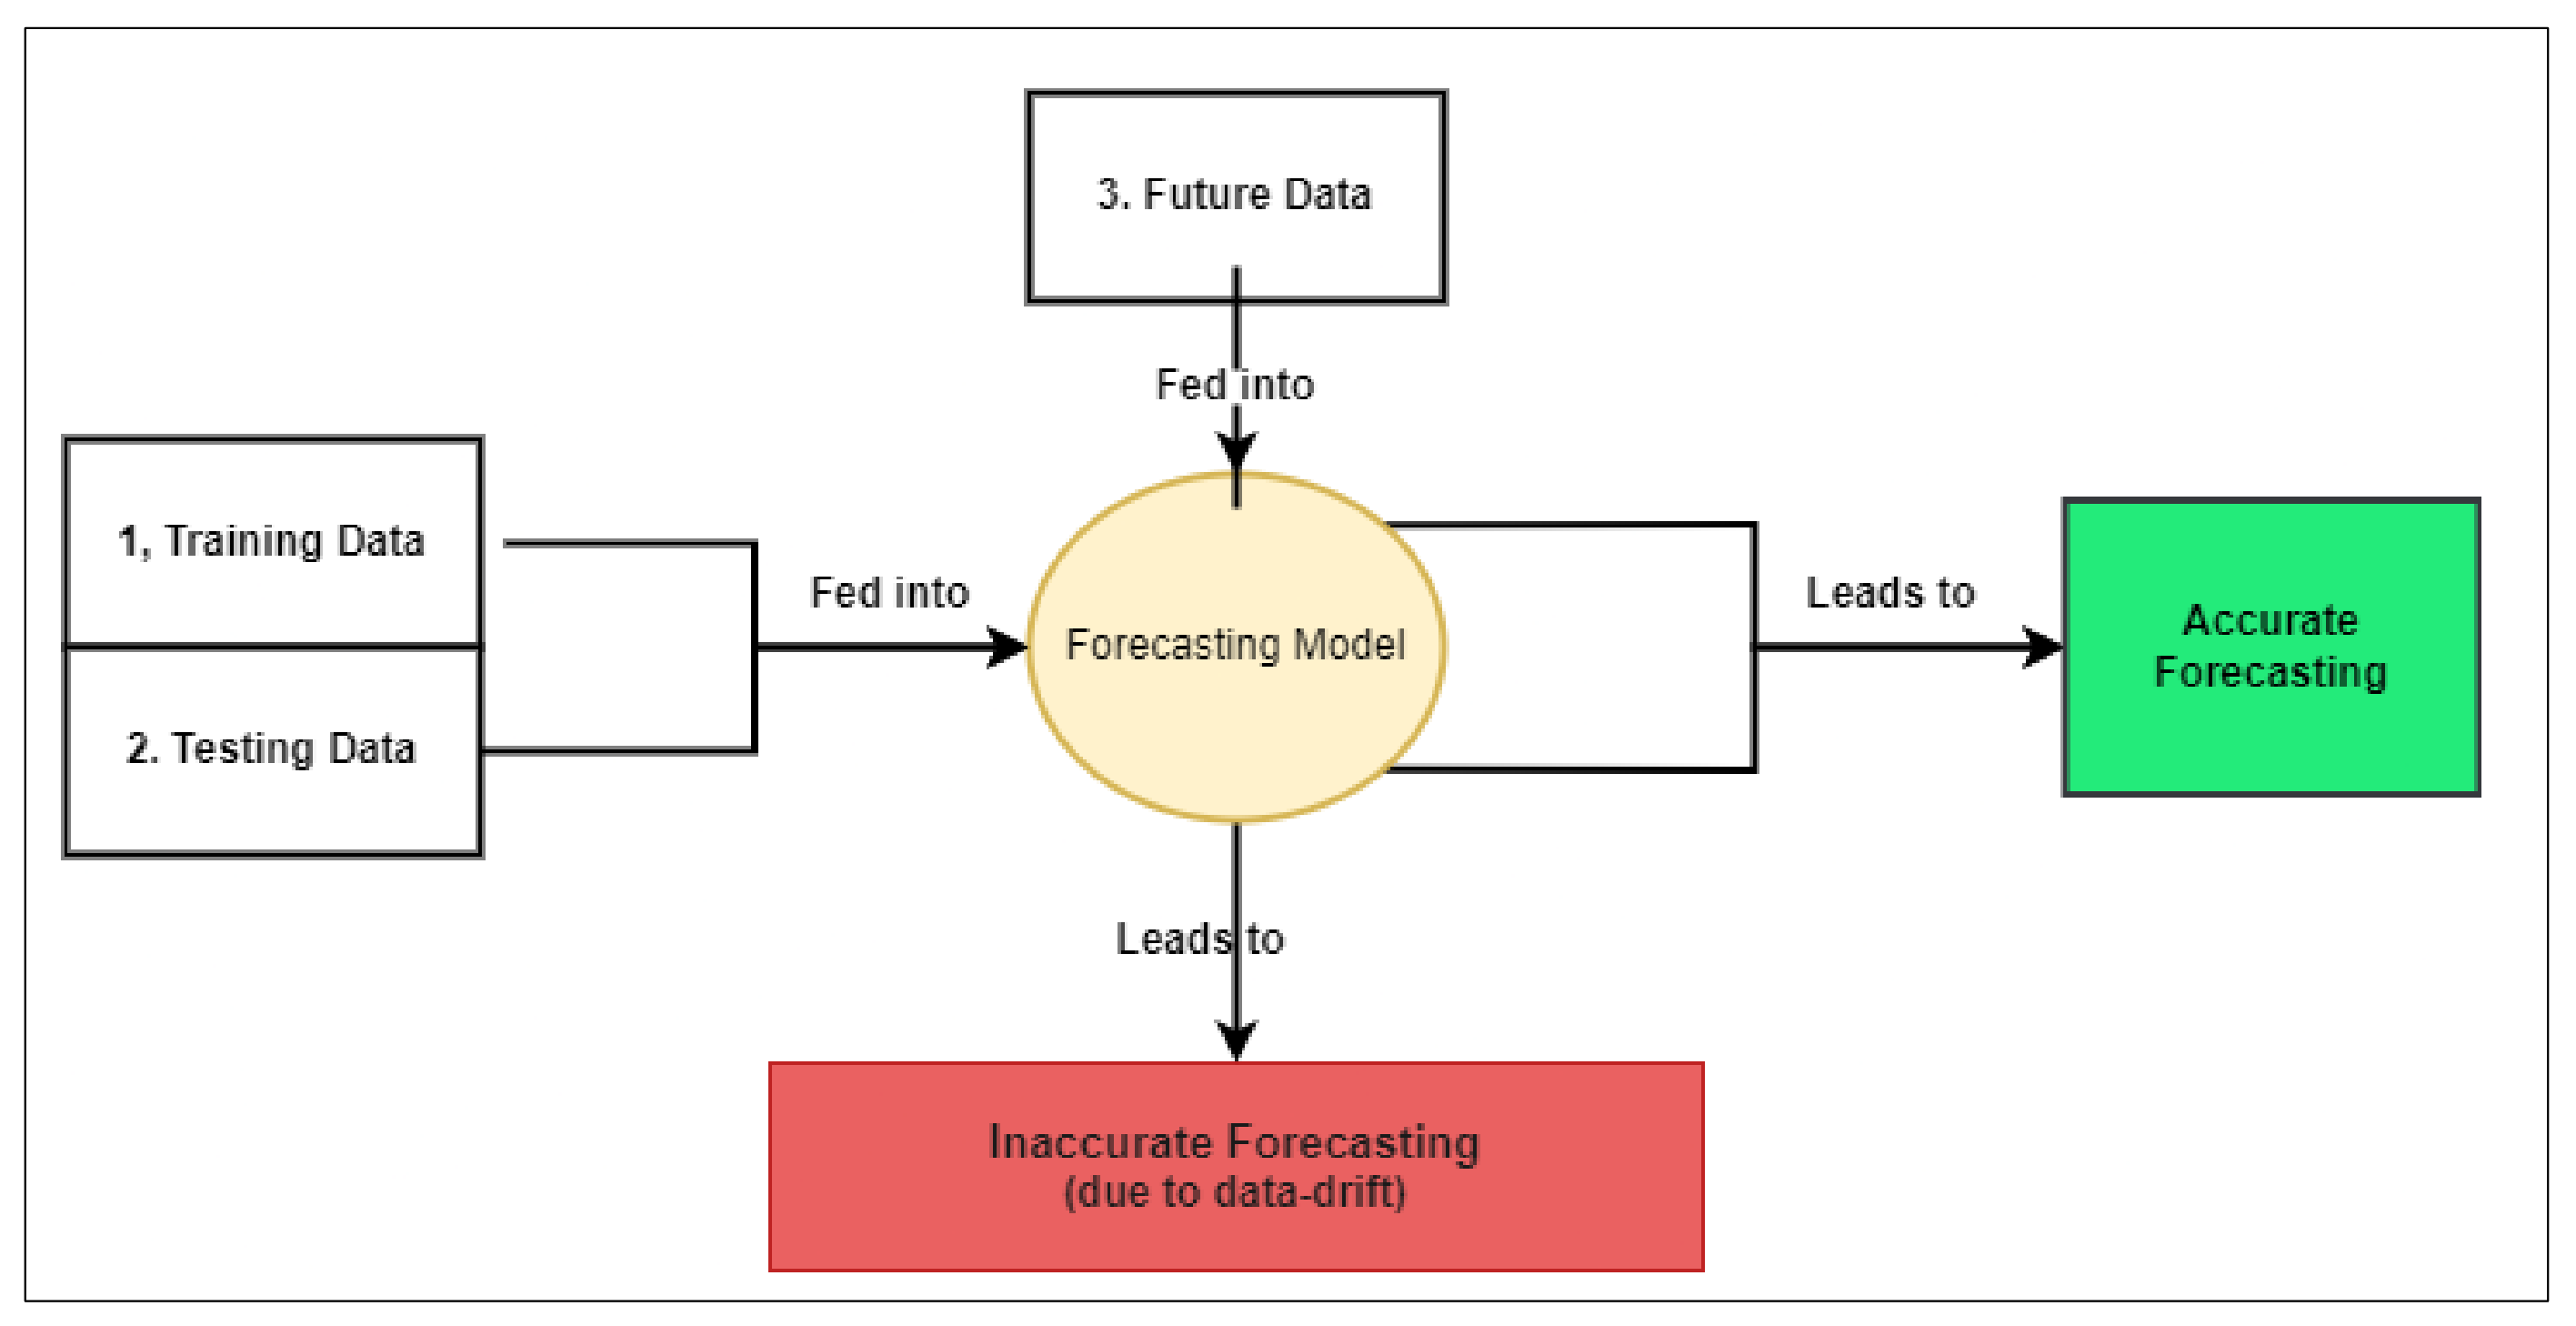 3. Future Data
Fed into
1, Training Data
Fed into
2. Testing Data
Forecasting Model
Leads to
Accurate
Forecasting
Leads to
Inaccurate Forecasting
(due to data-drift)